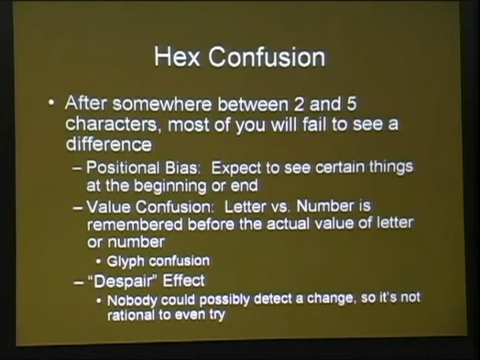 Hex Confusion
• After somewhere between 2 and 5
characters, most of you will fail to see a
difference
– Positional Bias: Expect to see certain things
at the beginning or end
– Value Confusion: Letter vs. Number is
remembered before the actual value of letter
or number
• Glyph confusion
– "Despair" Effect
• Nobody could possibly detect a change, so it's not
rational to even try